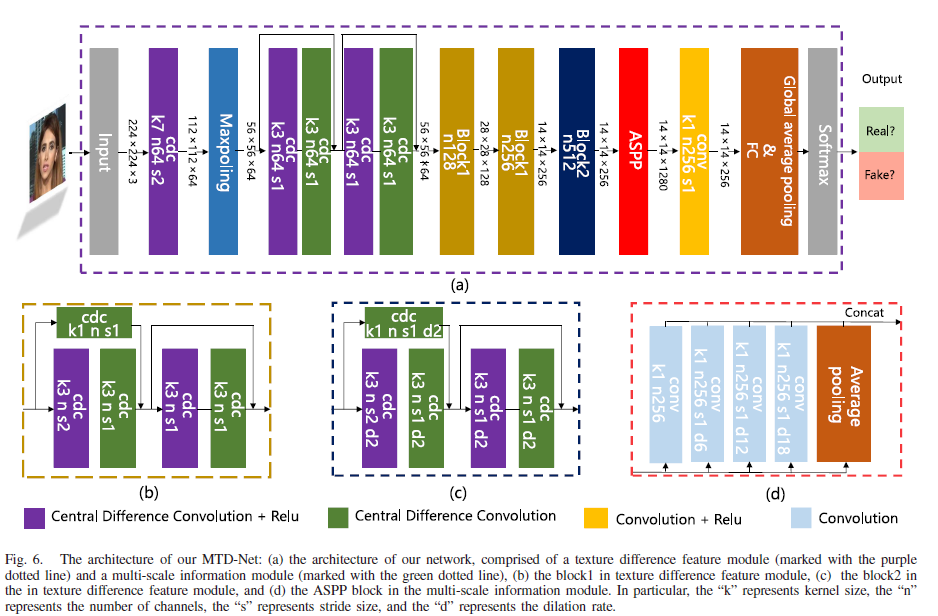 Input
224×224×3
cdc
k7 n64 s2
112×112×64
Maxpoling
56×56×64
cdc
k3 n64 s1
cdc
k3 n64 s1
cdc
k3 n64 s1
cdc
k3 n64 s1
56×56×64
Block1
n128
28×28×128
Block1
n256
14×14×256
Block2
n512
14×14×256
ASPP
14×14×1280
conv
k1 n256 s1
14×14×256
Global average pooling
&
FC
Softmax
Output
Real?
Fake?
(a)
cdc
k1 n s1
cdc
k3 n s2
cdc
k3 n s1
cdc
k3 n s1
cdc
k3 n s1
(b)
cdc
k1 n s1 d2
cdc
k3 n s2 d2
cdc
k3 n s1 d2
cdc
k3 n s1 d2
cdc
k3 n s1 d2
(c)
Concat
conv
k1 n256
conv
k1 n256 s1 d6
conv
k1 n256 s1 d12
conv
k1 n256 s1 d18
Average
pooling
(d)
Central Difference Convolution + Relu
Central Difference Convolution
Convolution + Relu
Convolution
Fig. 6. The architecture of our MTD-Net: (a) the architecture of our network, comprised of a texture difference feature module (marked with the purple
dotted line) and a multi-scale information module (marked with the green dotted line), (b) the block1 in texture difference feature module, (c) the block2 in
the in texture difference feature module, and (d) the ASPP block in the multi-scale information module. In particular, the “k” represents kernel size, the “n”
represents the number of channels, the “s” represents stride size, and the “d” represents the dilation rate.